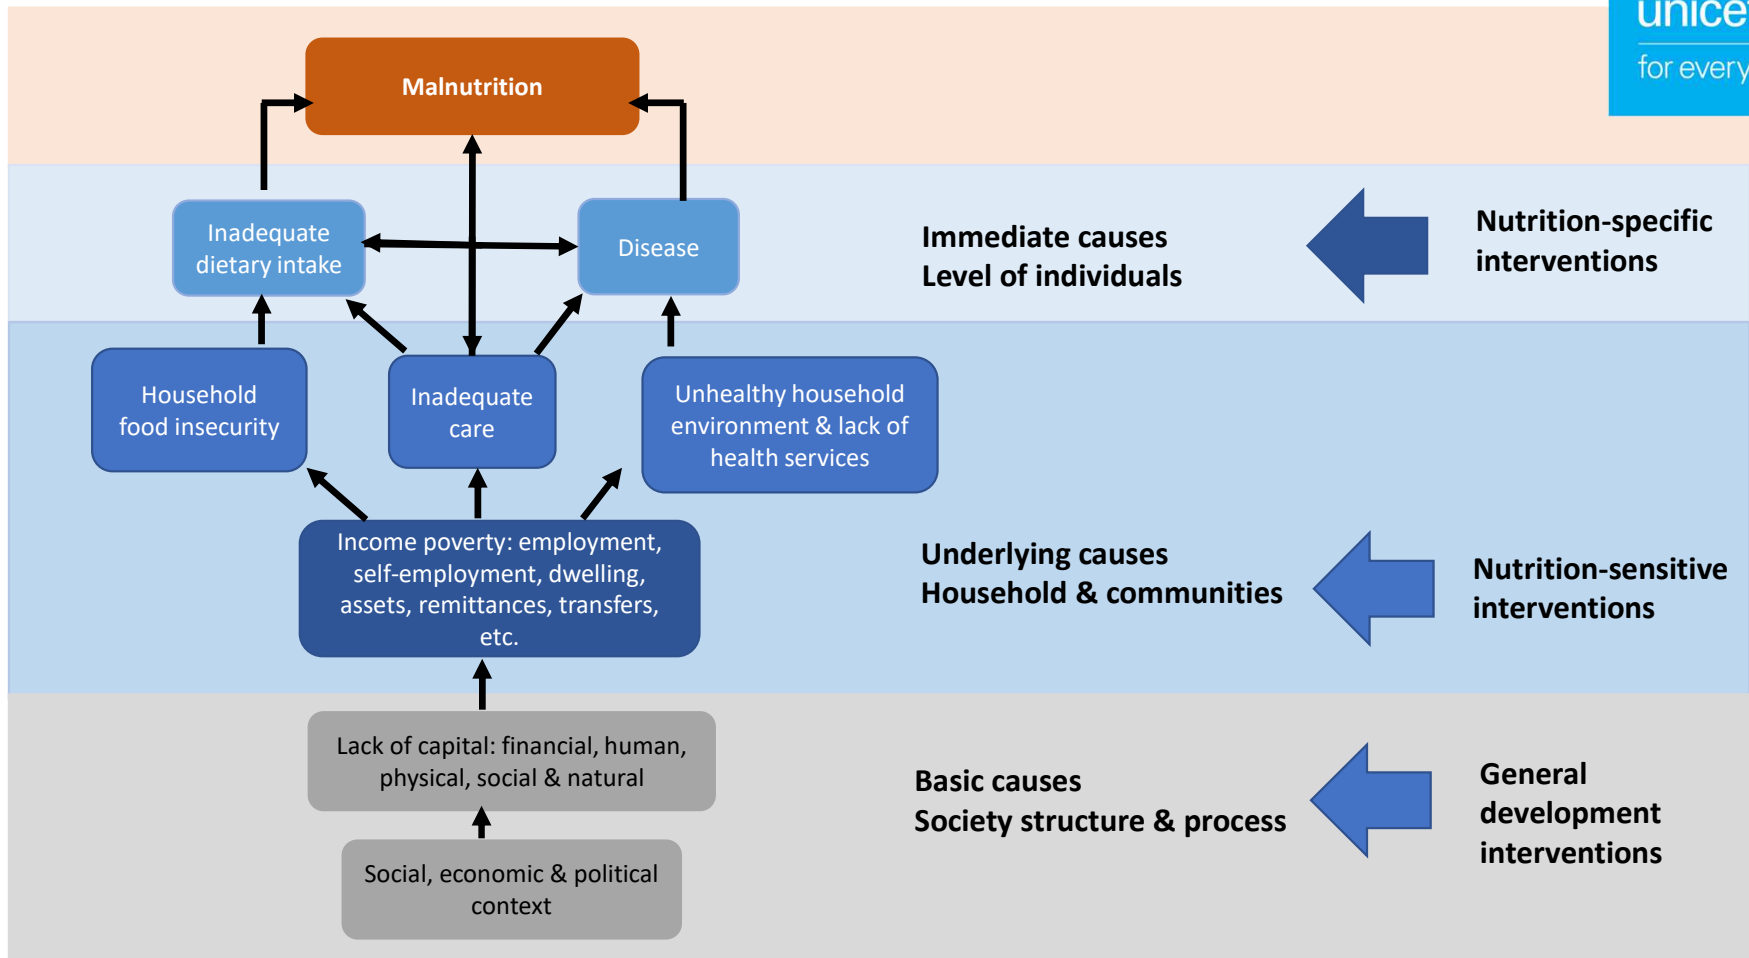 unicef
for every
Malnutrition
Inadequate
dietary intake
Disease
Immediate causes
Level of individuals
Nutrition-specific
interventions
Household
food insecurity
Inadequate
care
Unhealthy household
environment & lack of
health services
Income poverty: employment,
self-employment, dwelling,
assets, remittances, transfers,
etc.
Underlying causes
Household & communities
Nutrition-sensitive
interventions
Lack of capital: financial, human,
physical, social & natural
Basic causes
Society structure & process
General
development
interventions
Social, economic & political
context